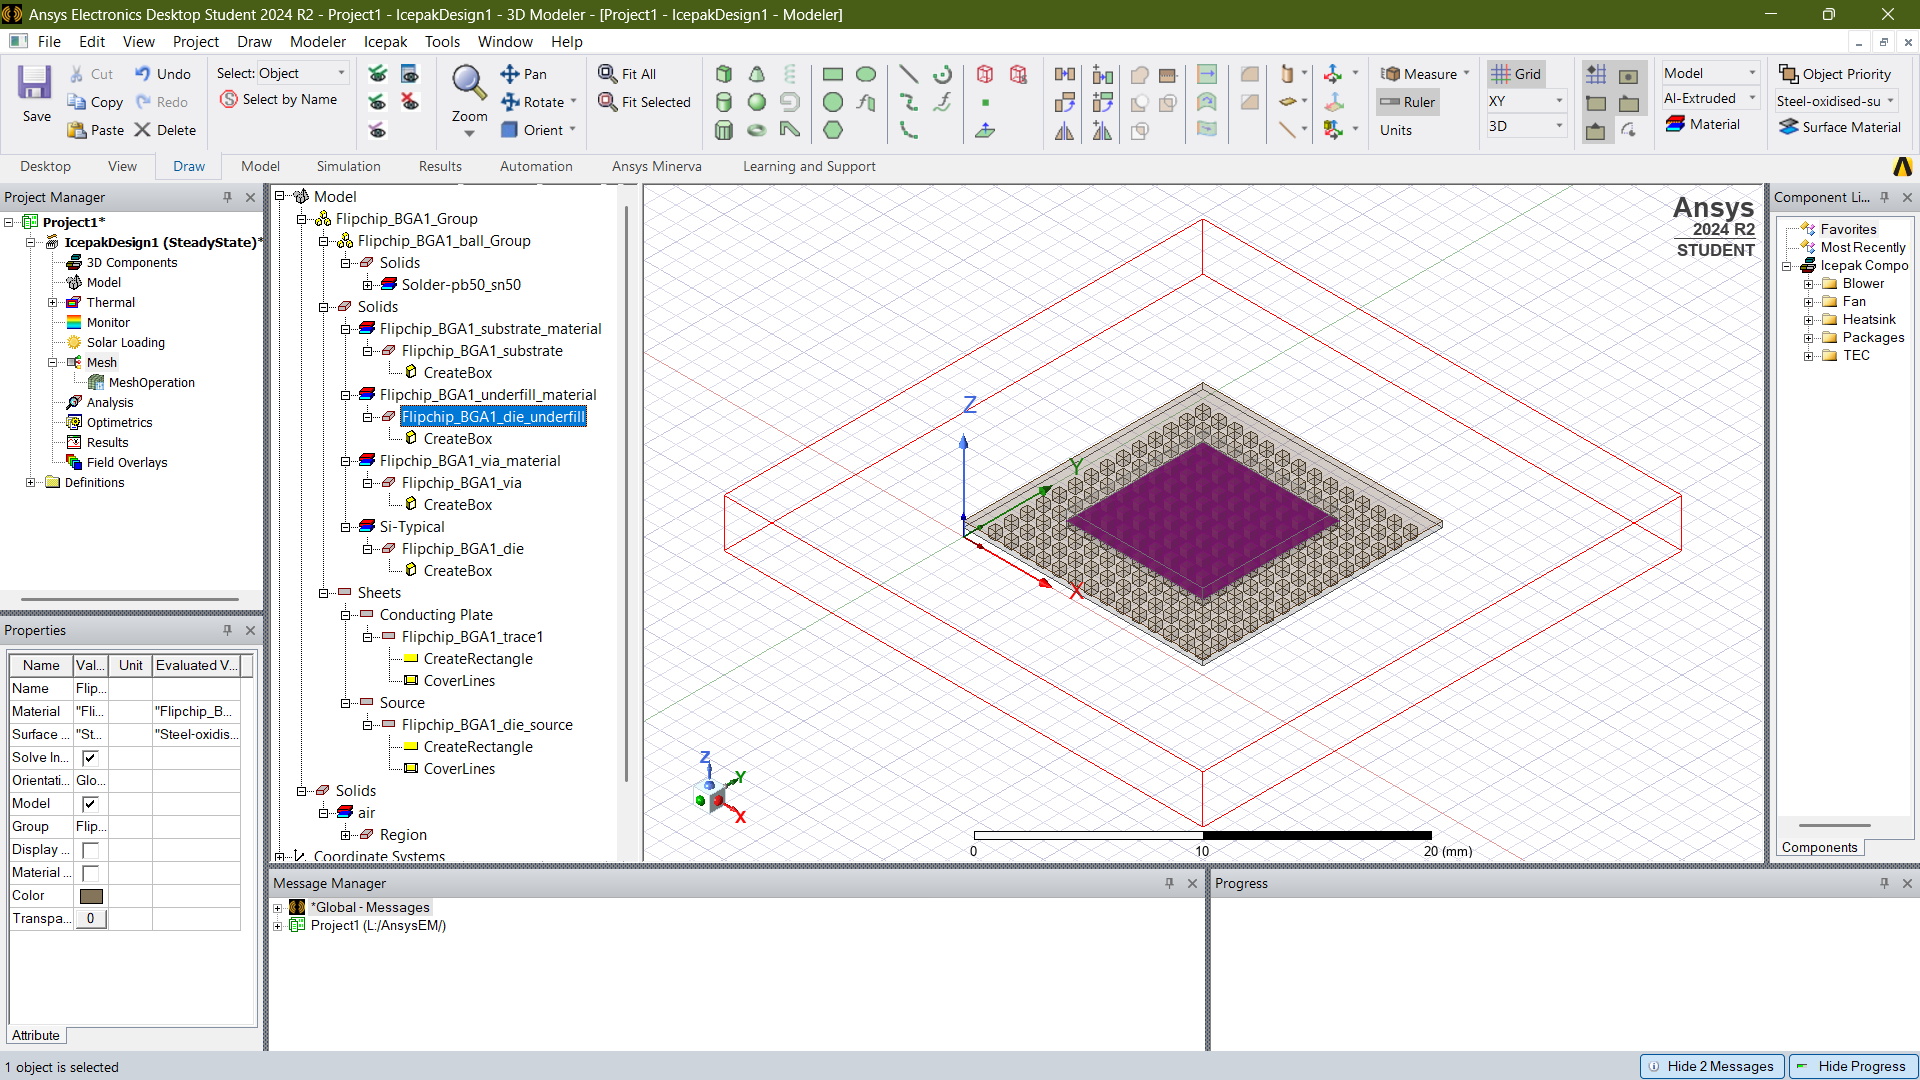 Ansys Electronics Desktop Student 2024 R2 - Project1 - IcepakDesign1 - 3D Modeler - [Project1 - IcepakDesign1 - Modeler]
File Edit View Project Draw Modeler Icepak Tools Window Help
Save
Cut
Copy
Paste
Undo
Redo
Delete
Select: Object
Select by Name
Zoom
Pan
Rotate
Orient
Fit All
Fit Selected
Measure
Ruler
Units
Grid
XY
3D
Model
Al-Extruded
Material
Object Priority
Steel-oxidised-su
Surface Material
Desktop View Draw Model Simulation Results Automation Ansys Minerva Learning and Support
Project Manager
Project1*
IcepakDesign1 (SteadyState)*
3D Components
Model
Thermal
Monitor
Solar Loading
Mesh
MeshOperation
Analysis
Optimetrics
Results
Field Overlays
Definitions
Properties
Name Val... Unit Evaluated V...
Name Flip...
Material "Fli... "Flipchip_B...
Surface ... "St... "Steel-oxidis...
Solve In...
Orientati... Glo...
Model
Group Flip...
Display ...
Material ...
Color
Transpa... 0
Attribute
Model
Flipchip_BGA1_Group
Flipchip_BGA1_ball_Group
Solids
Solder-pb50_sn50
Solids
Flipchip_BGA1_substrate_material
Flipchip_BGA1_substrate
CreateBox
Flipchip_BGA1_underfill_material
Flipchip_BGA1_die_underfill
CreateBox
Flipchip_BGA1_via_material
Flipchip_BGA1_via
CreateBox
Si-Typical
Flipchip_BGA1_die
CreateBox
Sheets
Conducting Plate
Flipchip_BGA1_trace1
CreateRectangle
CoverLines
Source
Flipchip_BGA1_die_source
CreateRectangle
CoverLines
Solids
air
Region
Coordinate Systems
Ansys
2024 R2
STUDENT
Z
Y
X
Z
Y
X
0 10 20 (mm)
Component Li...
Favorites
Most Recently
Icepak Compo
Blower
Fan
Heatsink
Packages
TEC
Components
Message Manager
*Global - Messages
Project1 (L:/AnsysEM/)
Progress
1 object is selected
Hide 2 Messages
Hide Progress